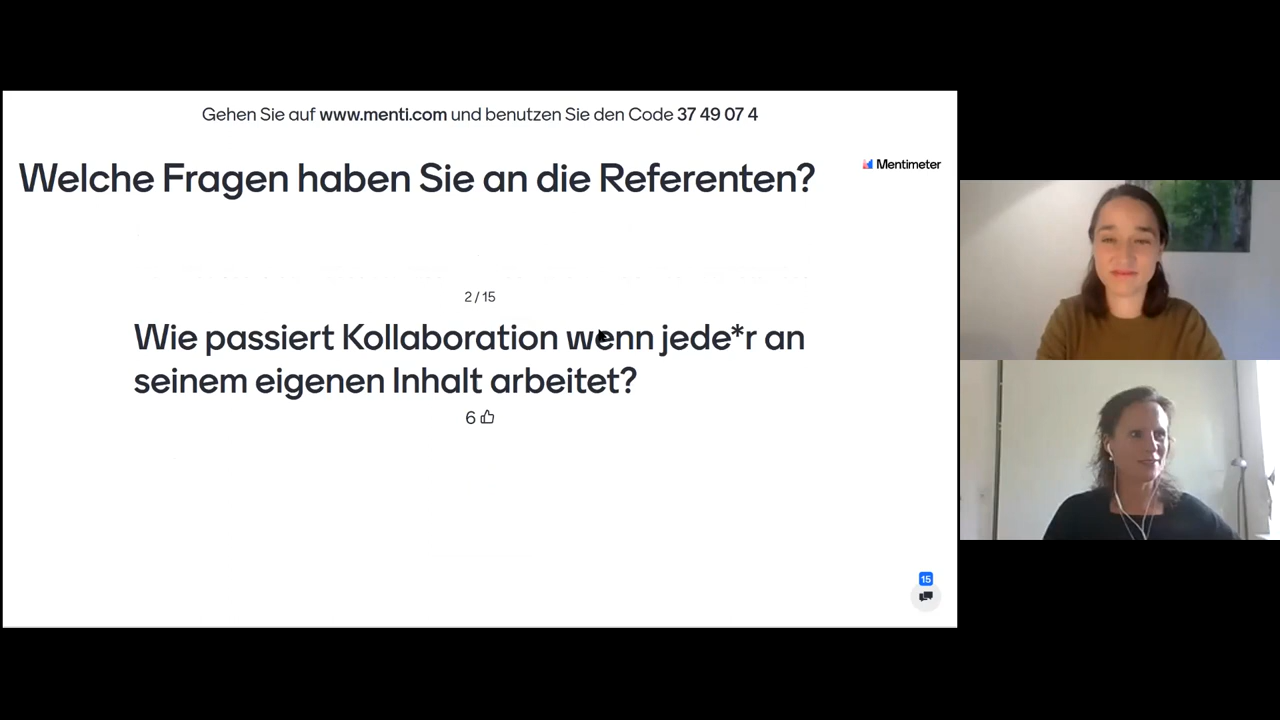 Gehen Sie auf www.menti.com und benutzen Sie den Code 37 49 07 4
Welche Fragen haben Sie an die Referenten?
Mentimeter
2 / 15
Wie passiert Kollaboration wenn jede*r an
seinem eigenen Inhalt arbeitet?
6
15